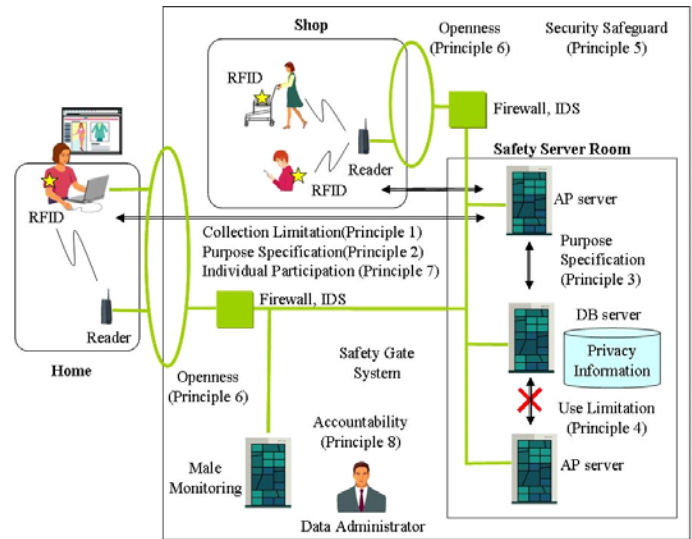 Shop
Openness
(Principle 6)
Security Safeguard
(Principle 5)
RFID
Firewall, IDS
Reader
RFID
Safety Server Room
AP server
RFID
Collection Limitation(Principle 1)
Purpose Specification(Principle 2)
Individual Participation (Principle 7)
Purpose
Specification
(Principle 3)
Firewall, IDS
DB server
Reader
Home
Privacy
Information
Safety Gate
System
Openness
(Principle 6)
Use Limitation
(Principle 4)
Accountability
(Principle 8)
AP server
Male
Monitoring
Data Administrator